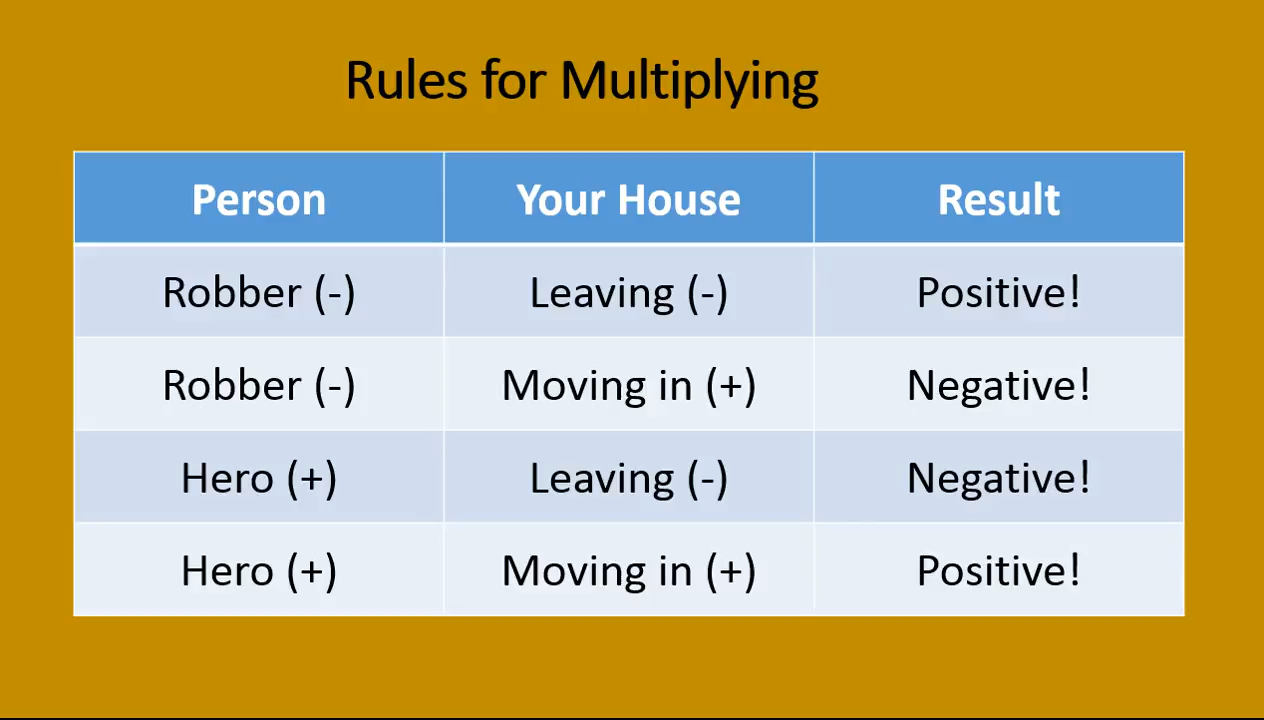 Rules for Multiplying
Person Your House Result
Robber (-) Leaving (-) Positive!
Robber (-) Moving in (+) Negative!
Hero (+) Leaving (-) Negative!
Hero (+) Moving in (+) Positive!